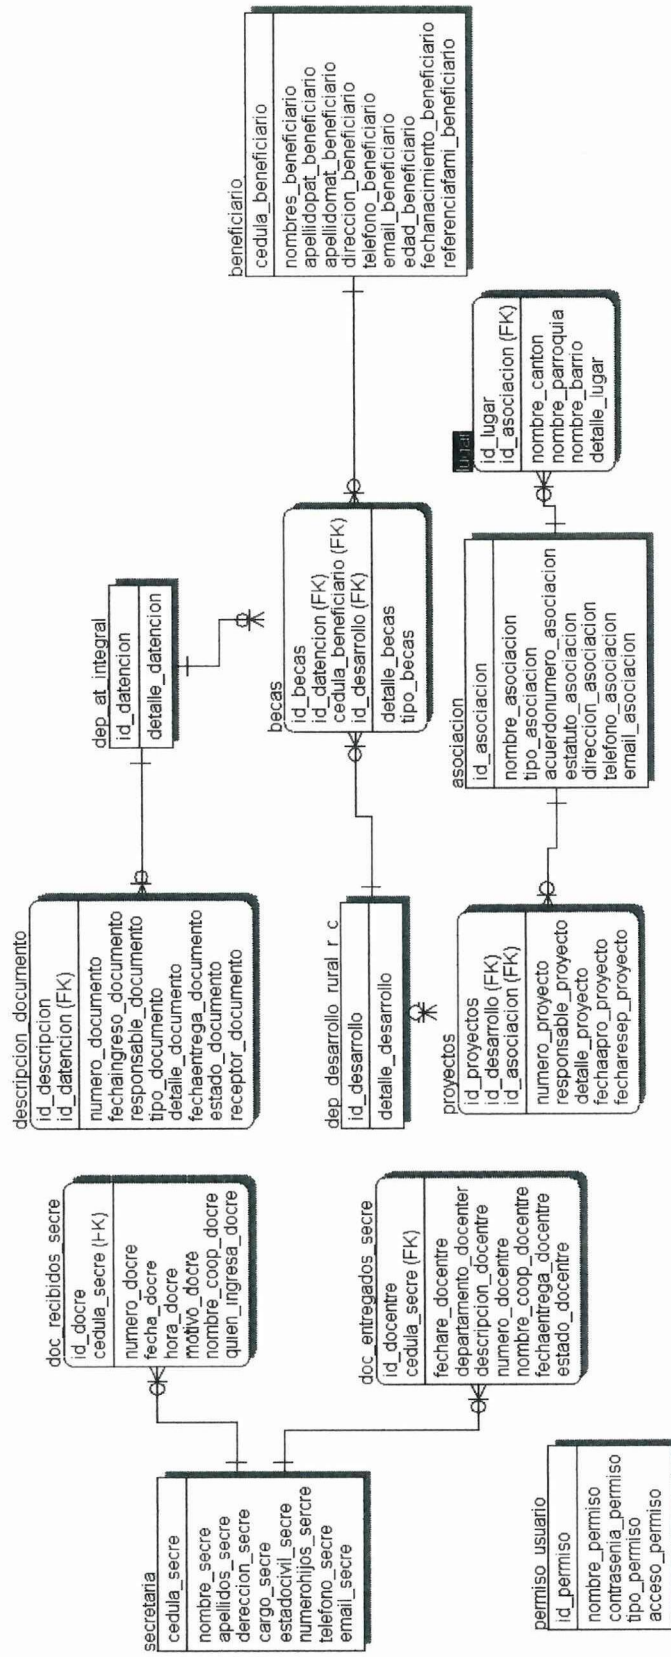 secretaria
cedula_secre
nombre_secre
apellidos_secre
dereccion_secre
cargo_secre
estadocivil_secre
numerohijos_sercre
telefono_secre
email_secre
doc_recibidos_secre
id_docre
cedula_secre (FK)
numero_docre
fecha_docre
hora_docre
motivo_docre
nombre_coop_docre
quien_ingresa_docre
doc_entregados_secre
id_docentre
cedula_secre (FK)
fechare_docentre
departamento_docenter
descripcion_docentre
numero_docentre
nombre_coop_docentre
fechaentrega_docentre
estado_docentre
permiso_usuario
id_permiso
nombre_permiso
contrasenia_permiso
tipo_permiso
acceso_permiso
descripcion_documento
id_descripcion
id_datencion (FK)
numero_documento
fechaingreso_documento
responsable_documento
tipo_documento
detalle_documento
fechaentrega_documento
estado_documento
receptor_documento
dep_at_integral
id_datencion
detalle_datencion
dep_desarrollo_rural_r_c
id_desarrollo
detalle_desarrollo
becas
id_becas
id_datencion (FK)
cedula_beneficiario (FK)
id_desarrollo (FK)
detalle_becas
tipo_becas
beneficiario
cedula_beneficiario
nombres_beneficiario
apellidopat_beneficiario
apellidomat_beneficiario
direccion_beneficiario
telefono_beneficiario
email_beneficiario
edad_beneficiario
fechanacimiento_beneficiario
referenciafami_beneficiario
proyectos
id_proyectos
id_desarrollo (FK)
id_asociacion (FK)
numero_proyecto
responsable_proyecto
detalle_proyecto
fechaapro_proyecto
fecharesep_proyecto
asociacion
id_asociacion
nombre_asociacion
tipo_asociacion
acuerdonumero_asociacion
estatuto_asociacion
direccion_asociacion
telefono_asociacion
email_asociacion
lugar
id_lugar
id_asociacion (FK)
nombre_canton
nombre_parroquia
nombre_barrio
detalle_lugar